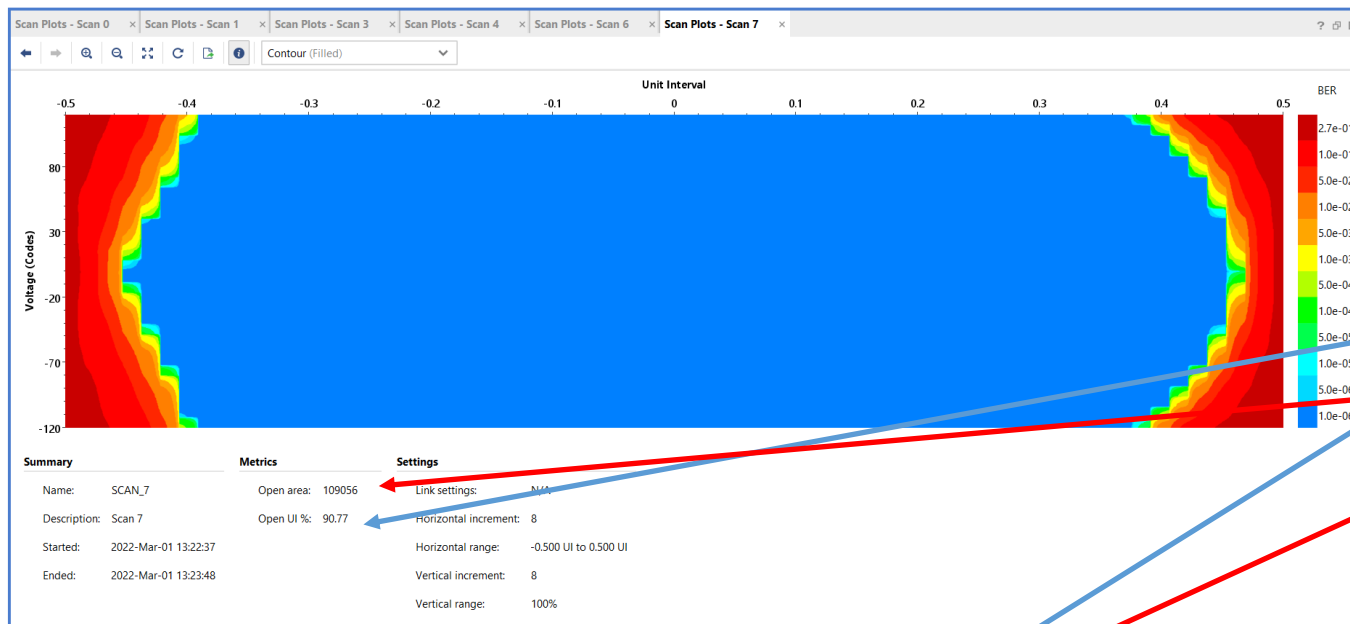 Scan Plots - Scan 0 × Scan Plots - Scan 1 × Scan Plots - Scan 3 × Scan Plots - Scan 4 × Scan Plots - Scan 6 × Scan Plots - Scan 7 × ?
Contour (Filled)
Unit Interval
BER
-0.5 -0.4 -0.3 -0.2 -0.1 0 0.1 0.2 0.3 0.4 0.5
2.7e-01
1.0e-01
80
5.0e-02
1.0e-02
30
5.0e-03
Voltage (Codes)
1.0e-03
-20
5.0e-04
1.0e-04
5.0e-05
-70
1.0e-05
5.0e-06
1.0e-06
-120
Summary Metrics Settings
Name: SCAN_7 Open area: 109056 Link settings: N/A
Description: Scan 7 Open UI %: 90.77 Horizontal increment: 8
Started: 2022-Mar-01 13:22:37 Horizontal range: -0.500 UI to 0.500 UI
Ended: 2022-Mar-01 13:23:48 Vertical increment: 8
Vertical range: 100%